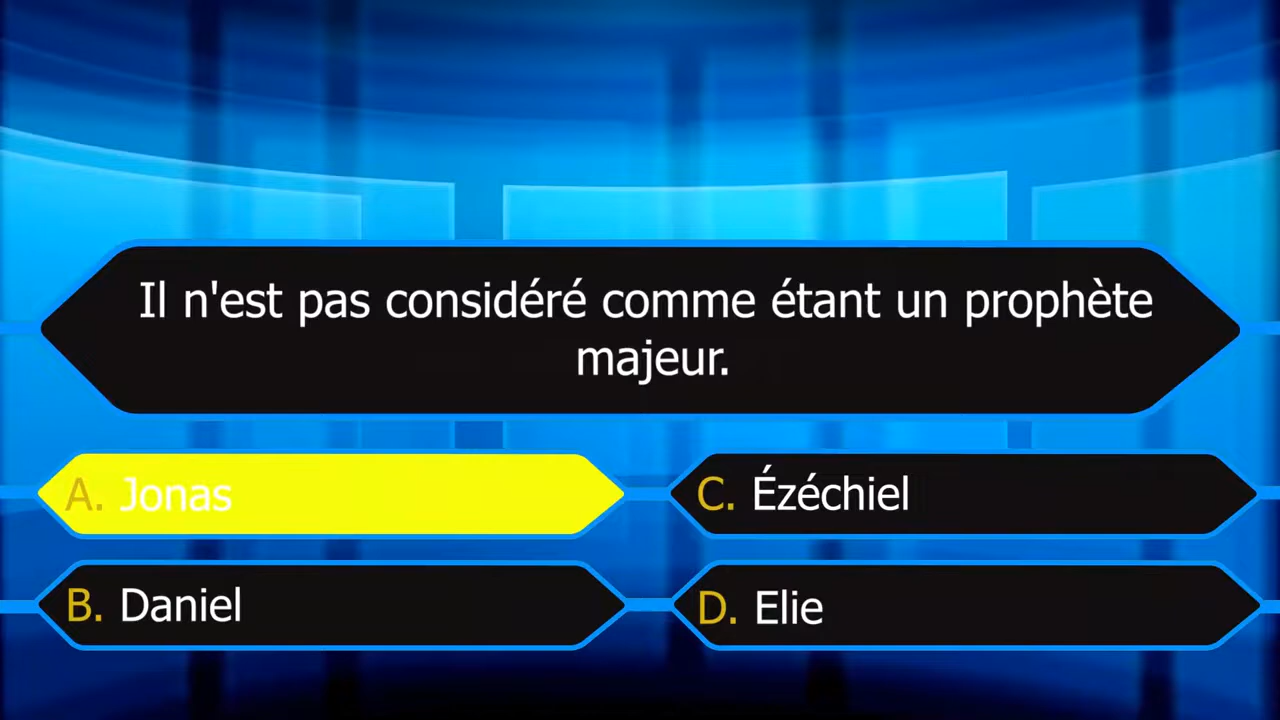 Il n'est pas considéré comme étant un prophète
majeur.
A. Jonas
C. Ézéchiel
B. Daniel
D. Elie